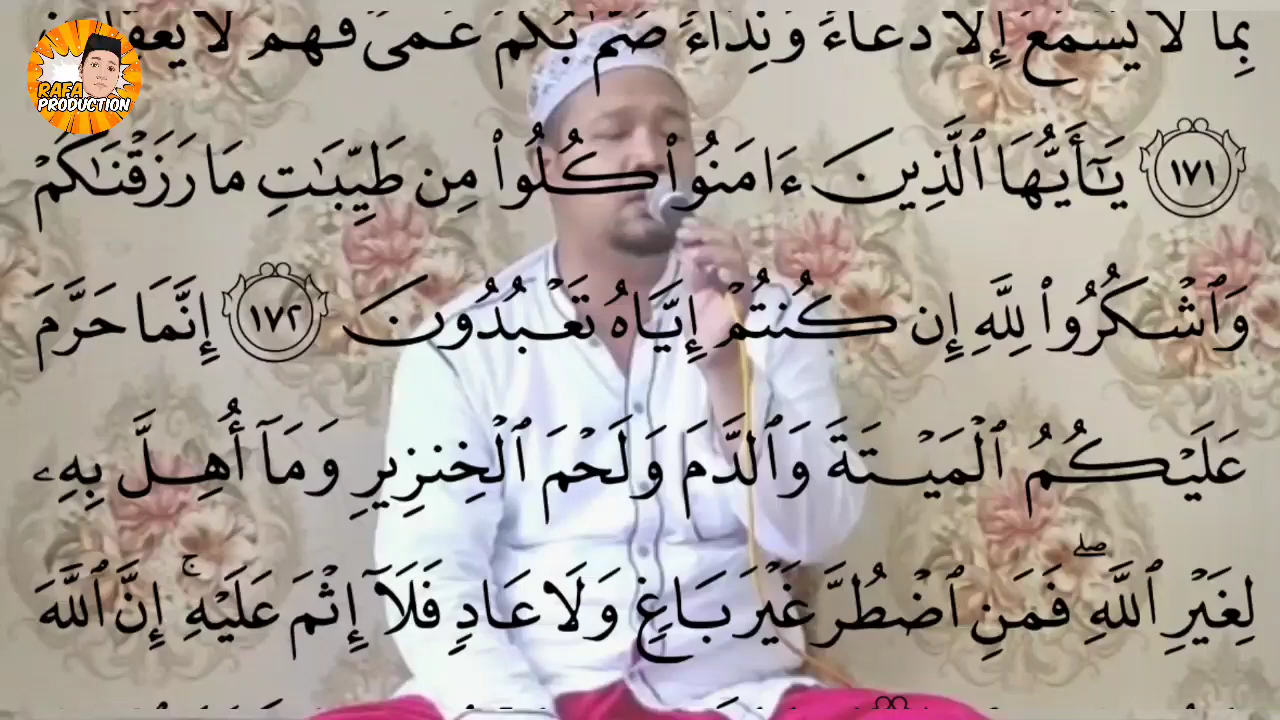 بِمَا لَا يَسْمَعُ إِلَّا دُعَاءً وَنِدَاءً صُمٌّ بُكْمٌ عُمْىٌ فَهُمْ لَا يَعْقِلُونَ
RAFA
PRODUCTION
١٧١ يَـٰٓأَيُّهَا ٱلَّذِينَ ءَامَنُوا۟ كُلُوا۟ مِن طَيِّبَـٰتِ مَا رَزَقْنَـٰكُمْ
وَٱشْكُرُوا۟ لِلَّهِ إِن كُنتُمْ إِيَّاهُ تَعْبُدُونَ ١٧٢ إِنَّمَا حَرَّمَ
عَلَيْكُمُ ٱلْمَيْتَةَ وَٱلدَّمَ وَلَحْمَ ٱلْخِنزِيرِ وَمَآ أُهِلَّ بِهِۦ
لِغَيْرِ ٱللَّهِ ۖ فَمَنِ ٱضْطُرَّ غَيْرَ بَاغٍ وَلَا عَادٍ فَلَآ إِثْمَ عَلَيْهِ ۚ إِنَّ ٱللَّهَ